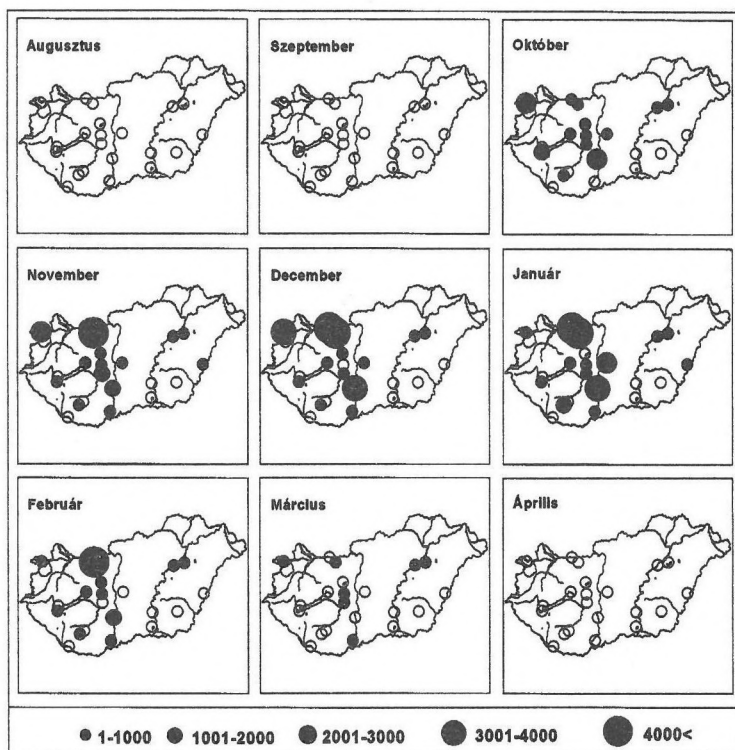 Augusztus
Szeptember
Október
November
December
Január
Február
Március
Április
1-1000
1001-2000
2001-3000
3001-4000
4000<